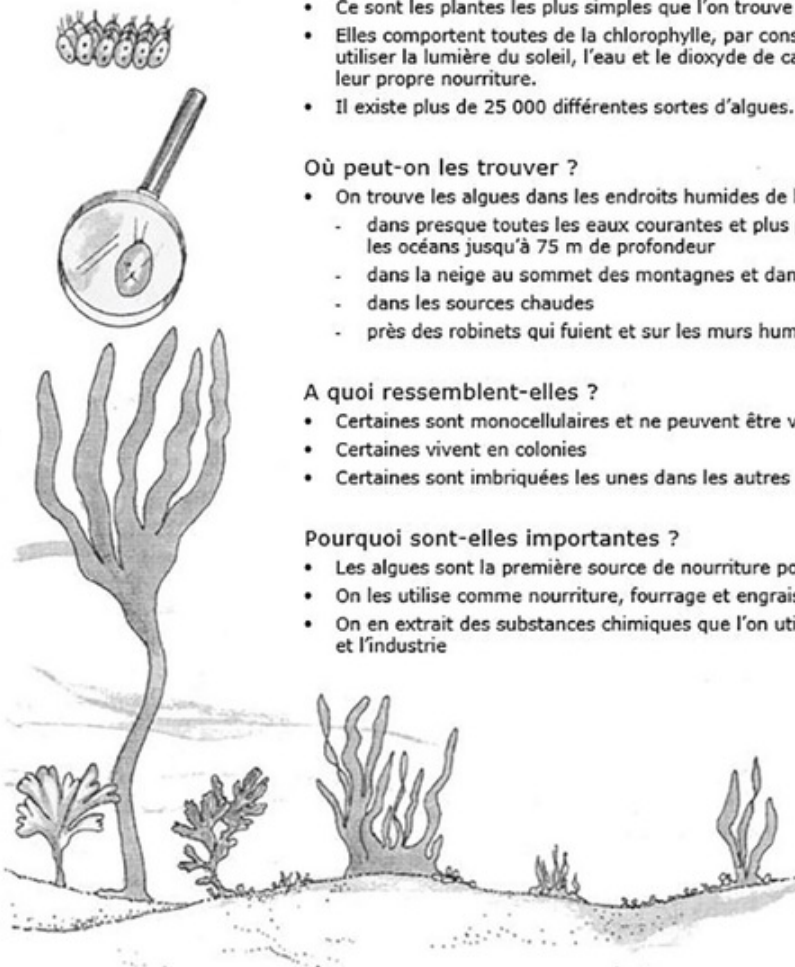 • Ce sont les plantes les plus simples que l'on trouve
• Elles comportent toutes de la chlorophylle, par
utiliser la lumière du soleil, l'eau et le dioxyde de
leur propre nourriture.
• Il existe plus de 25 000 différentes sortes d'algues.
Où peut-on les trouver ?
• On trouve les algues dans les endroits humides de
- dans presque toutes les eaux courantes et plus
les océans jusqu'à 75 m de profondeur
- dans la neige au sommet des montagnes et
- dans les sources chaudes
- près des robinets qui fuient et sur les murs
A quoi ressemblent-elles ?
• Certaines sont monocellulaires et ne peuvent être
• Certaines vivent en colonies
• Certaines sont imbriquées les unes dans les autres
Pourquoi sont-elles importantes ?
• Les algues sont la première source de nourriture
• On les utilise comme nourriture, fourrage et engrais
• On en extrait des substances chimiques que l'on
et l'industrie